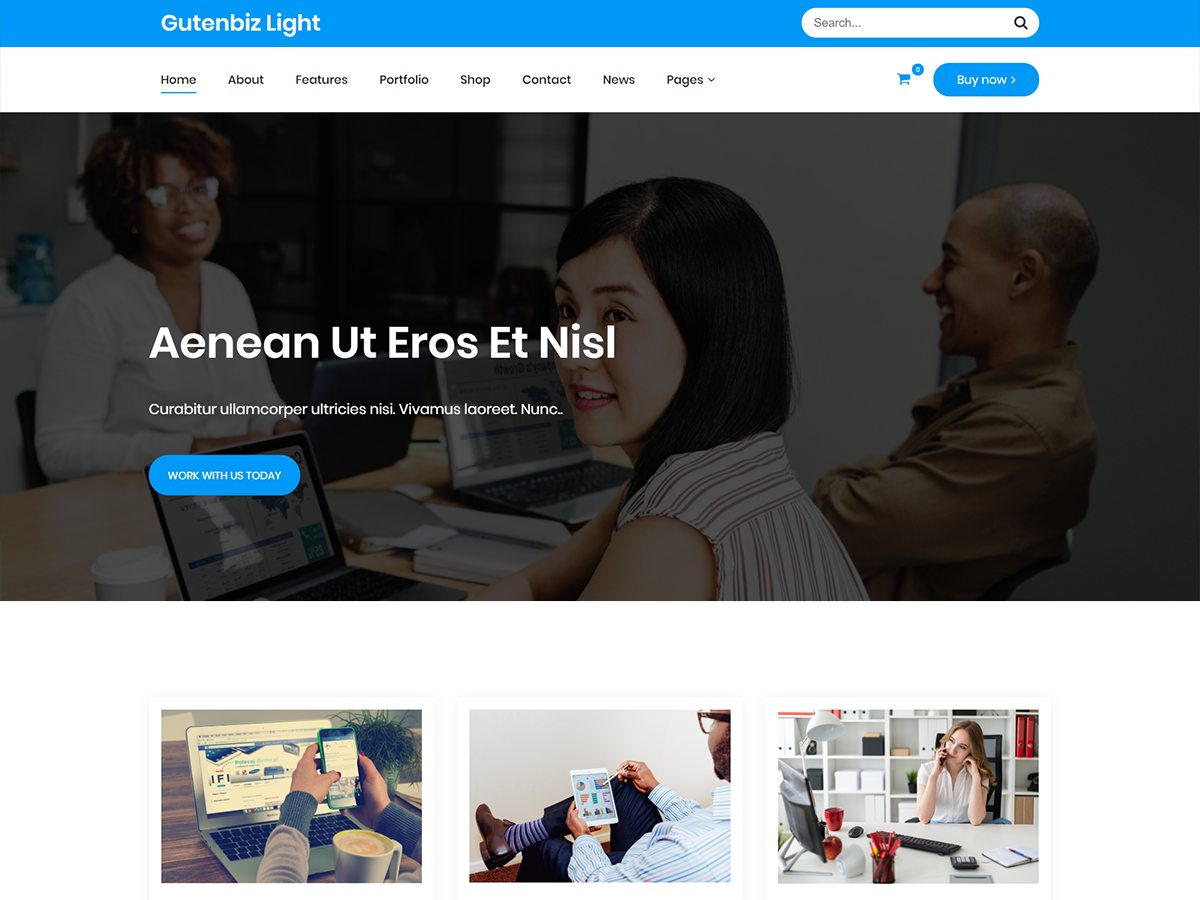 Gutenbiz Light
Search...
Home About Features Portfolio Shop Contact News Pages
0
Buy now
Aenean Ut Eros Et Nisl
Curabitur ullamcorper ultricies nisi. Vivamus laoreet. Nunc..
WORK WITH US TODAY